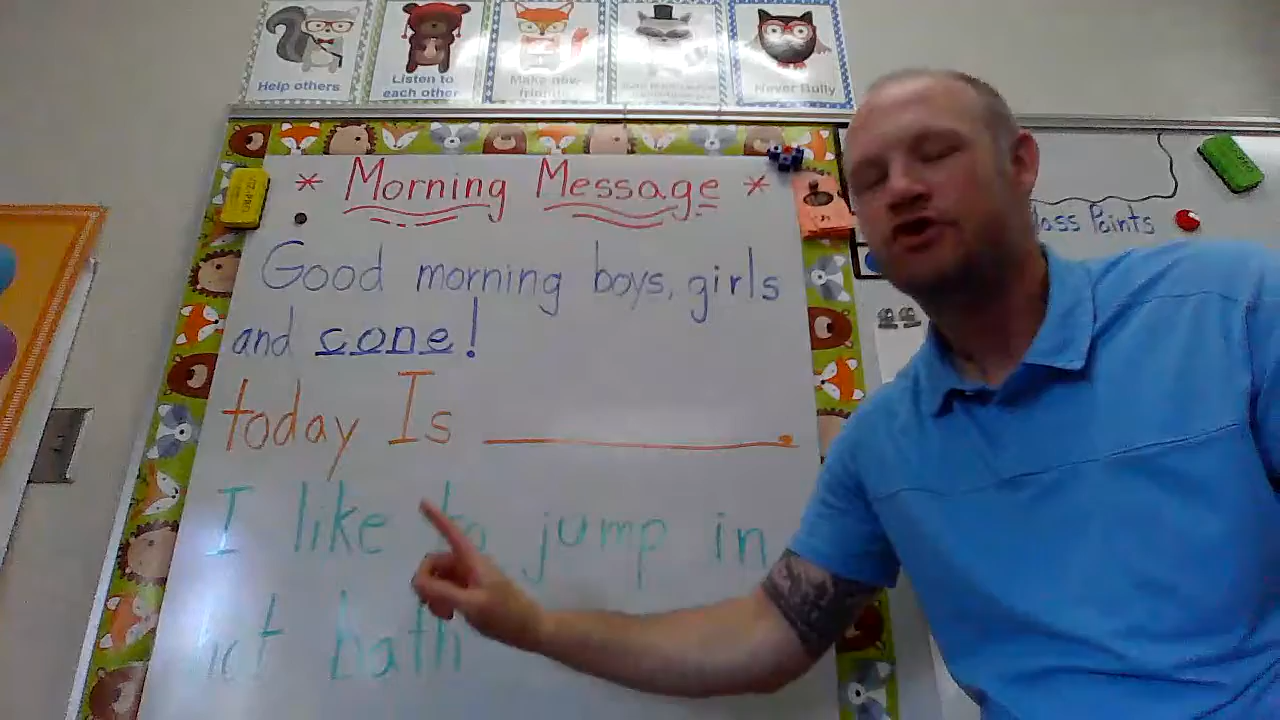 Help others
Listen to
each other
Make new
friends
Never Bully
* Morning Message *
Good morning boys, girls
and cone!
today Is
I like to jump in
hot bath
Points